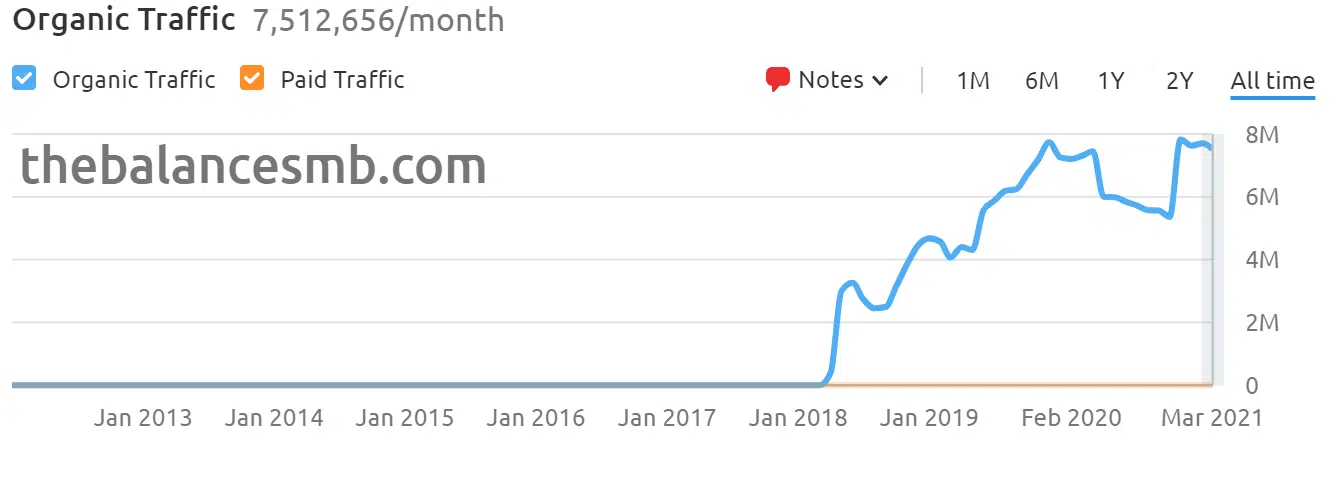 Organic Traffic 7,512,656/month
Organic Traffic Paid Traffic Notes 1M 6M 1Y 2Y All time
thebalancesmb.com
8M
6M
4M
2M
0
Jan 2013 Jan 2014 Jan 2015 Jan 2016 Jan 2017 Jan 2018 Jan 2019 Feb 2020 Mar 2021